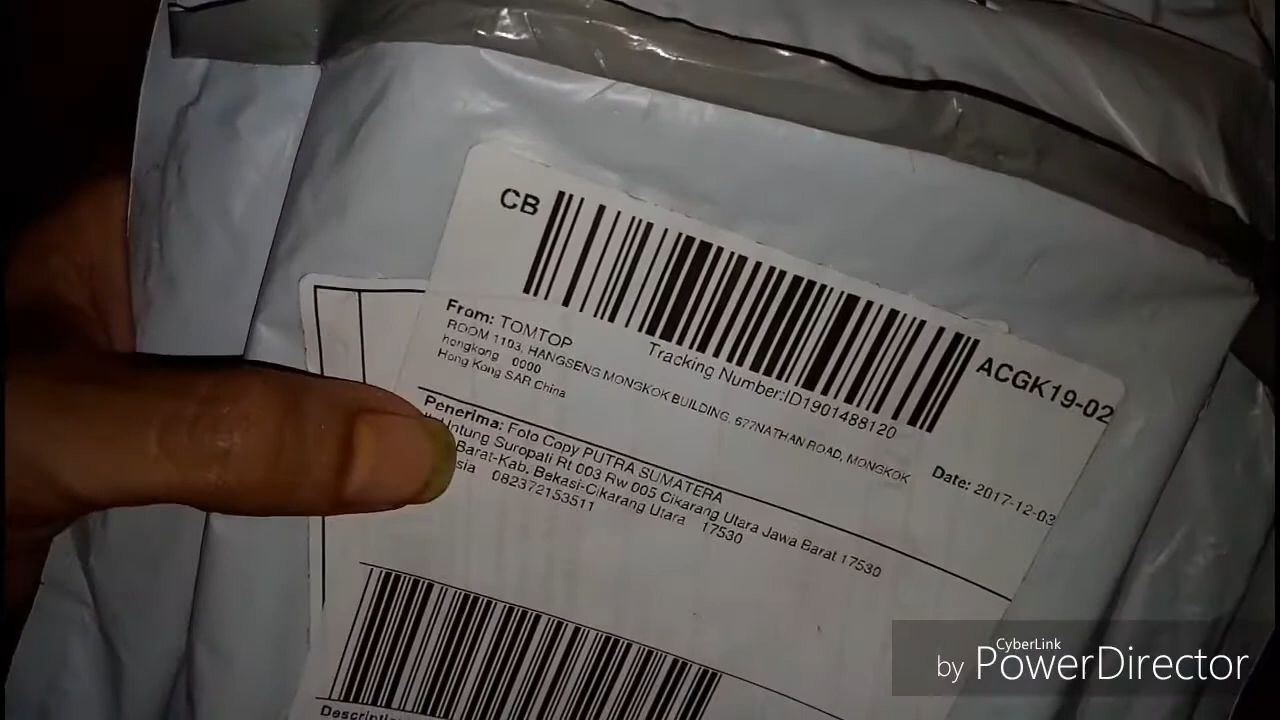 CB
ACGK19-02
From: TOMTOP
Tracking Number:ID1901488120
ROOM 1103, HANGSENG MONGKOK BUILDING, 677NATHAN ROAD, MONGKOK
hongkong 0000
Hong Kong SAR China
Date: 2017-12-03
Penerima: Foto Copy PUTRA SUMATERA
Untung Suropati Rt 003 Rw 005 Cikarang Utara Jawa Barat 17530
Barat-Kab. Bekasi-Cikarang Utara 17530
082372153511
CyberLink
by PowerDirector